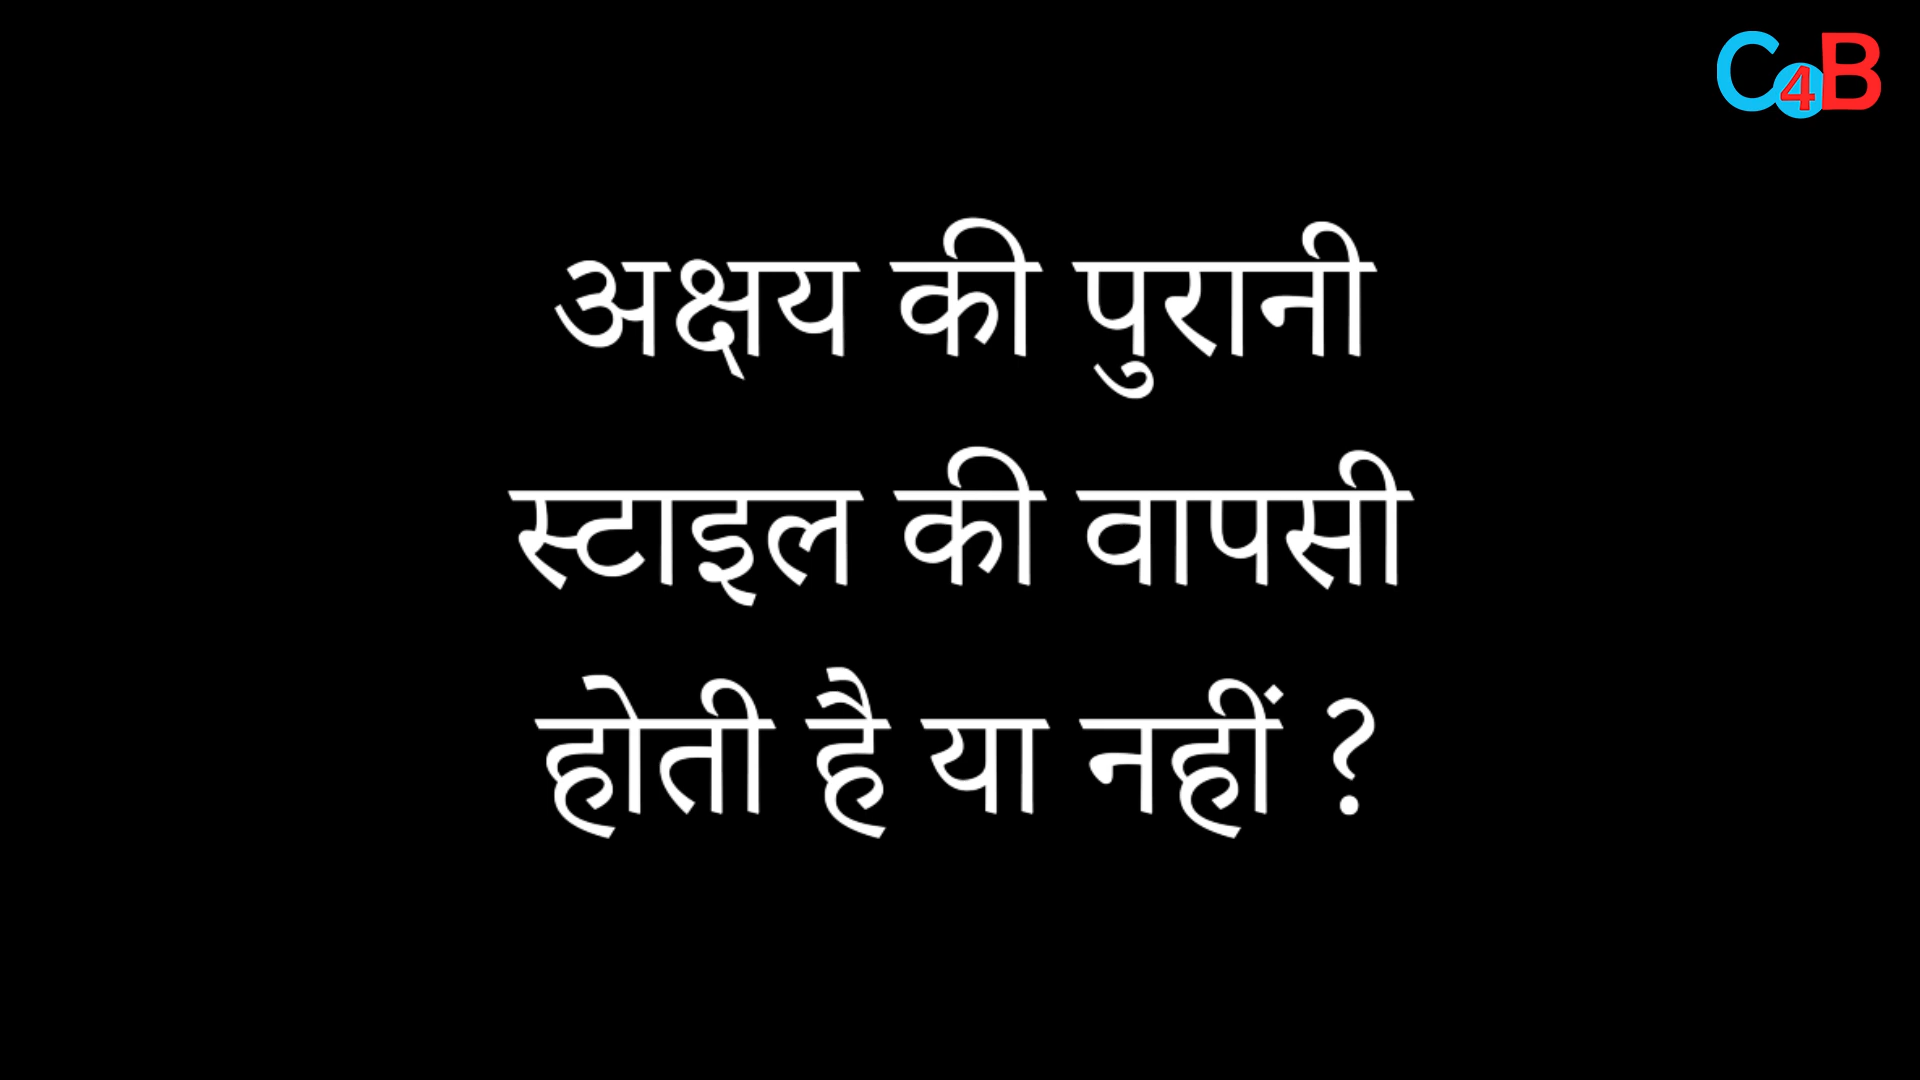 C4B
अक्षय की पुरानी
स्टाइल की वापसी
होती है या नहीं ?